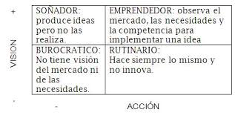 +
SOÑADOR:
produce ideas
pero no las
realiza.
EMPRENDEDOR: observa el
mercado, las necesidades y
la competencia para
implementar una idea
VISION
BUROCRATICO:
No tiene visión
del mercado ni
de las
necesidades.
RUTINARIO:
Hace siempre lo mismo y
no innova.
-
-
ACCIÓN
+